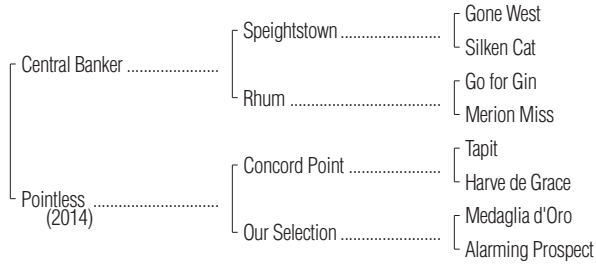 Gone West
Speightstown
Silken Cat
Central Banker
Go for Gin
Rhum
Merion Miss
Tapit
Concord Point
Harve de Grace
Pointless
(2014)
Medaglia d'Oro
Our Selection
Alarming Prospect